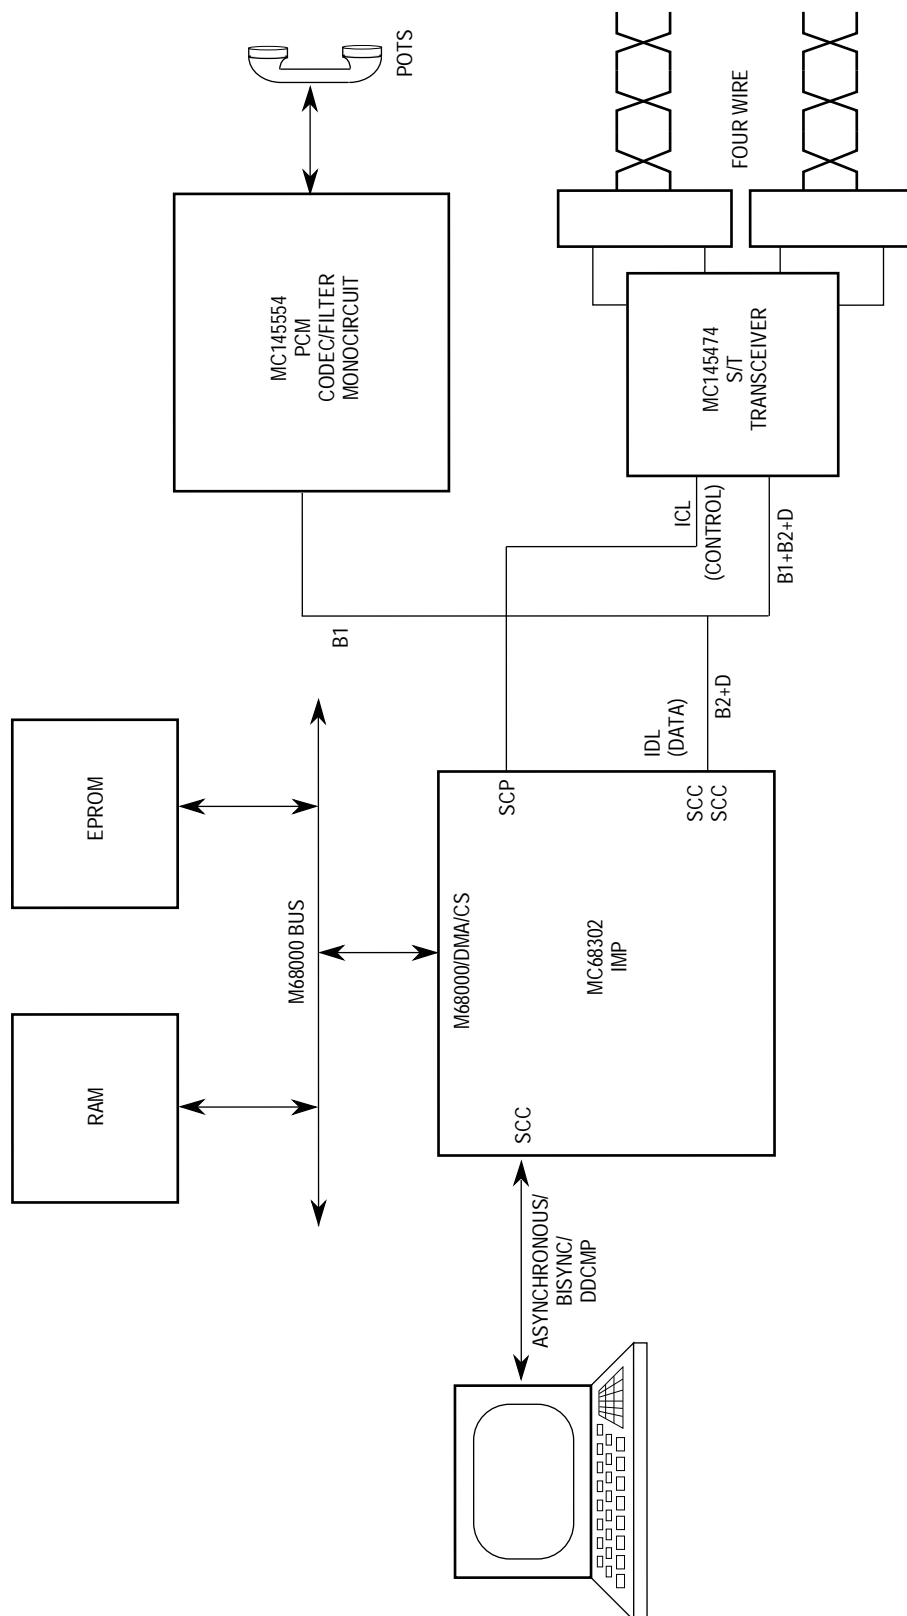 POTS
FOUR WIRE
MC145554
PCM
CODEC/FILTER
MONOCIRCUIT
MC145474
S/T
TRANSCEIVER
ICL
(CONTROL)
B1+B2+D
B1
IDL
(DATA)
B2+D
EPROM
M68000 BUS
RAM
M68000/DMA/CS
SCP
SCC
SCC
MC68302
IMP
SCC
ASYNCHRONOUS/
BISYNC/
DDCMP